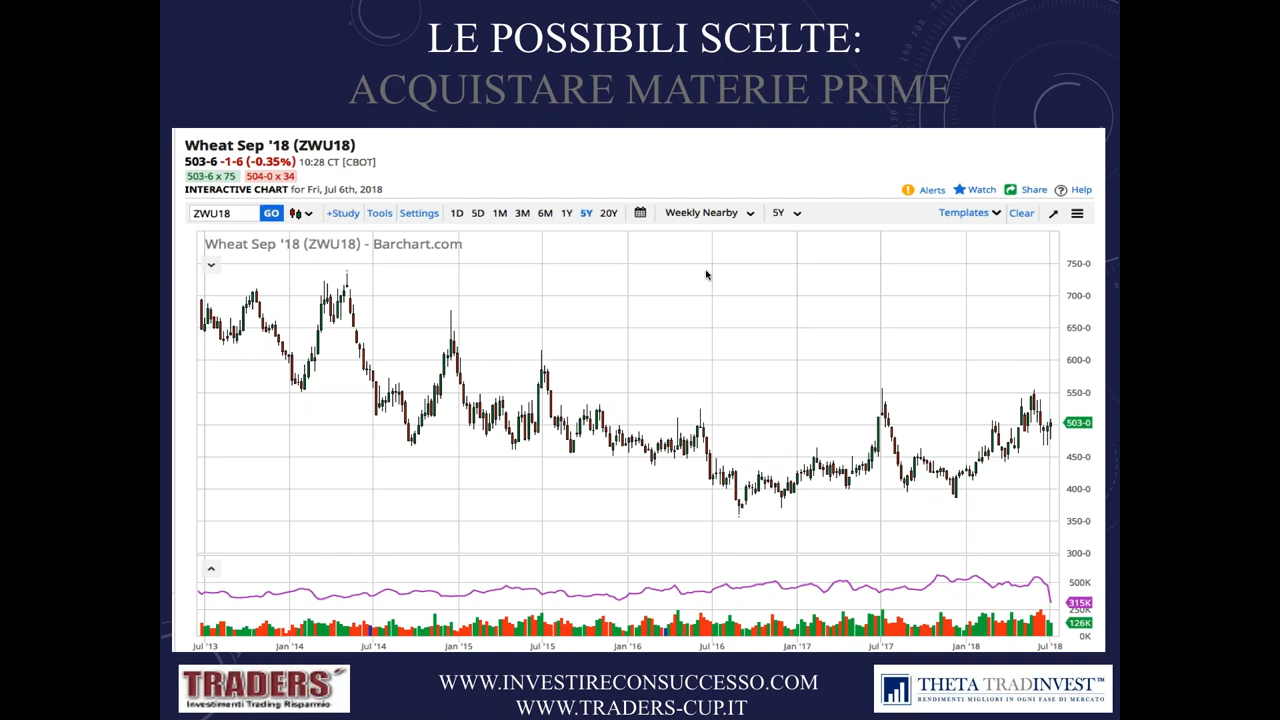 LE POSSIBILI SCELTE:
ACQUISTARE MATERIE PRIME
Wheat Sep '18 (ZWU18)
503-6 -1-6 (-0.35%) 10:28 CT [CBOT]
503-6 x 75 504-0 x 34
INTERACTIVE CHART for Fri, Jul 6th, 2018
Alerts Watch Share Help
ZWU18 GO +Study Tools Settings 1D 5D 1M 3M 6M 1Y 5Y 20Y Weekly Nearby 5Y Templates Clear
Wheat Sep '18 (ZWU18) - Barchart.com
750-0
700-0
650-0
600-0
550-0
503-0
450-0
400-0
350-0
300-0
500K
315K
250K
126K
0K
Jul '13 Jan '14 Jul '14 Jan '15 Jul '15 Jan '16 Jul '16 Jan '17 Jul '17 Jan '18 Jul '18
TRADERS'
Investimenti Trading Risparmio
WWW.INVESTIRECONSUCCESSO.COM
WWW.TRADERS-CUP.IT
THETA TRADINVEST™
RENDIMENTI MIGLIORI IN OGNI FASE DI MERCATO